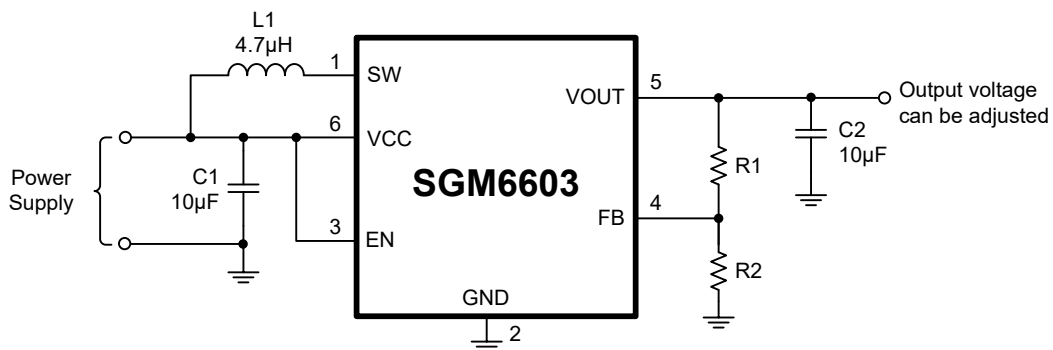 L1
4.7µH
1
SW
6
VCC
C1
10µF
Power
Supply
3
EN
SGM6603
GND
2
VOUT
5
FB
4
R1
R2
C2
10µF
Output voltage
can be adjusted